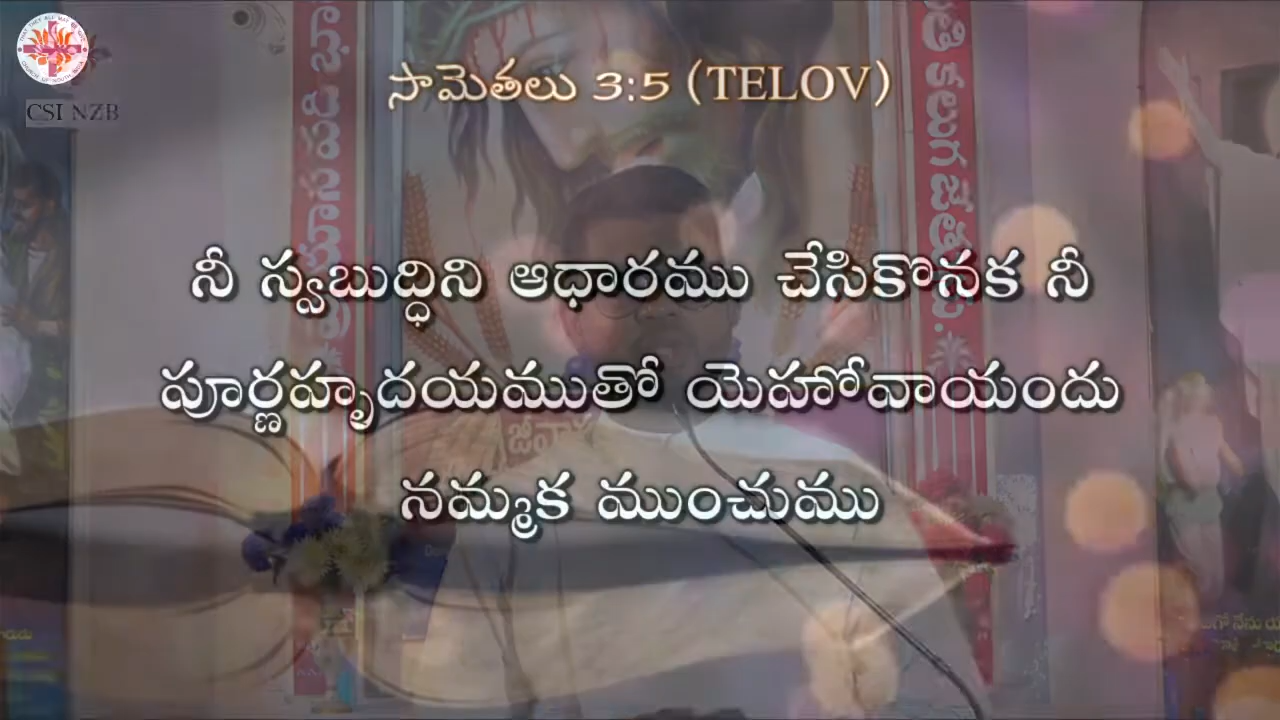 CSI NZB
సామెతలు 3:5 (TELOV)
నీ స్వబుద్ధిని ఆధారము చేసికొనక నీ
పూర్ణహృదయముతో యెహోవాయందు
నమ్మక ముంచుము